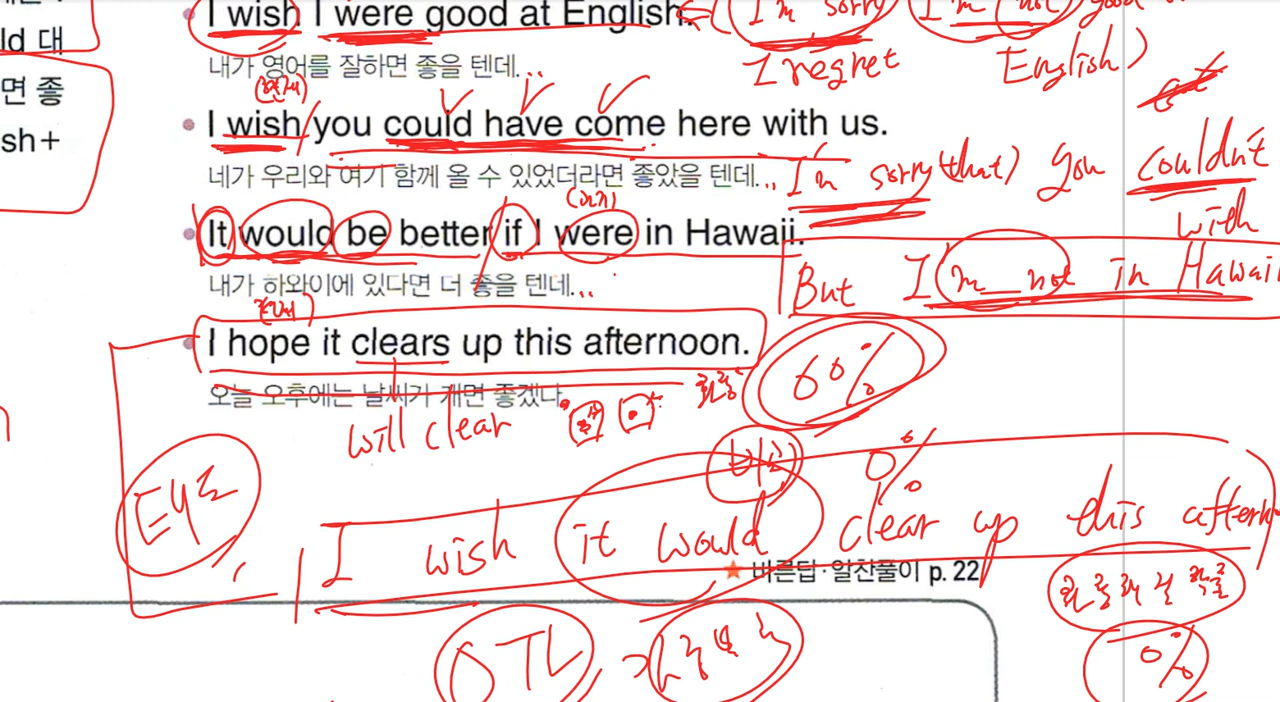 I wish I were good at English. ⇐ (I'm sorry) I'm not good
ld 대
내가 영어를 잘하면 좋을 텐데... I regret English)
면 좋
(현재)
I wish/you could have come here with us.
sh+
네가 우리와 여기 함께 올 수 있었더라면 좋았을 텐데... I'm sorry (that) you couldn't
with
It would be better if I were in Hawaii.
내가 하와이에 있다면 더 좋을 텐데... But I'm not in Hawaii
I hope it clears up this afternoon.
60%
오늘 오후에는 날씨가 개면 좋겠다.
will clear
0%
I wish it would clear up this aftern
바른답·알찬풀이 p. 22
OTL
0%